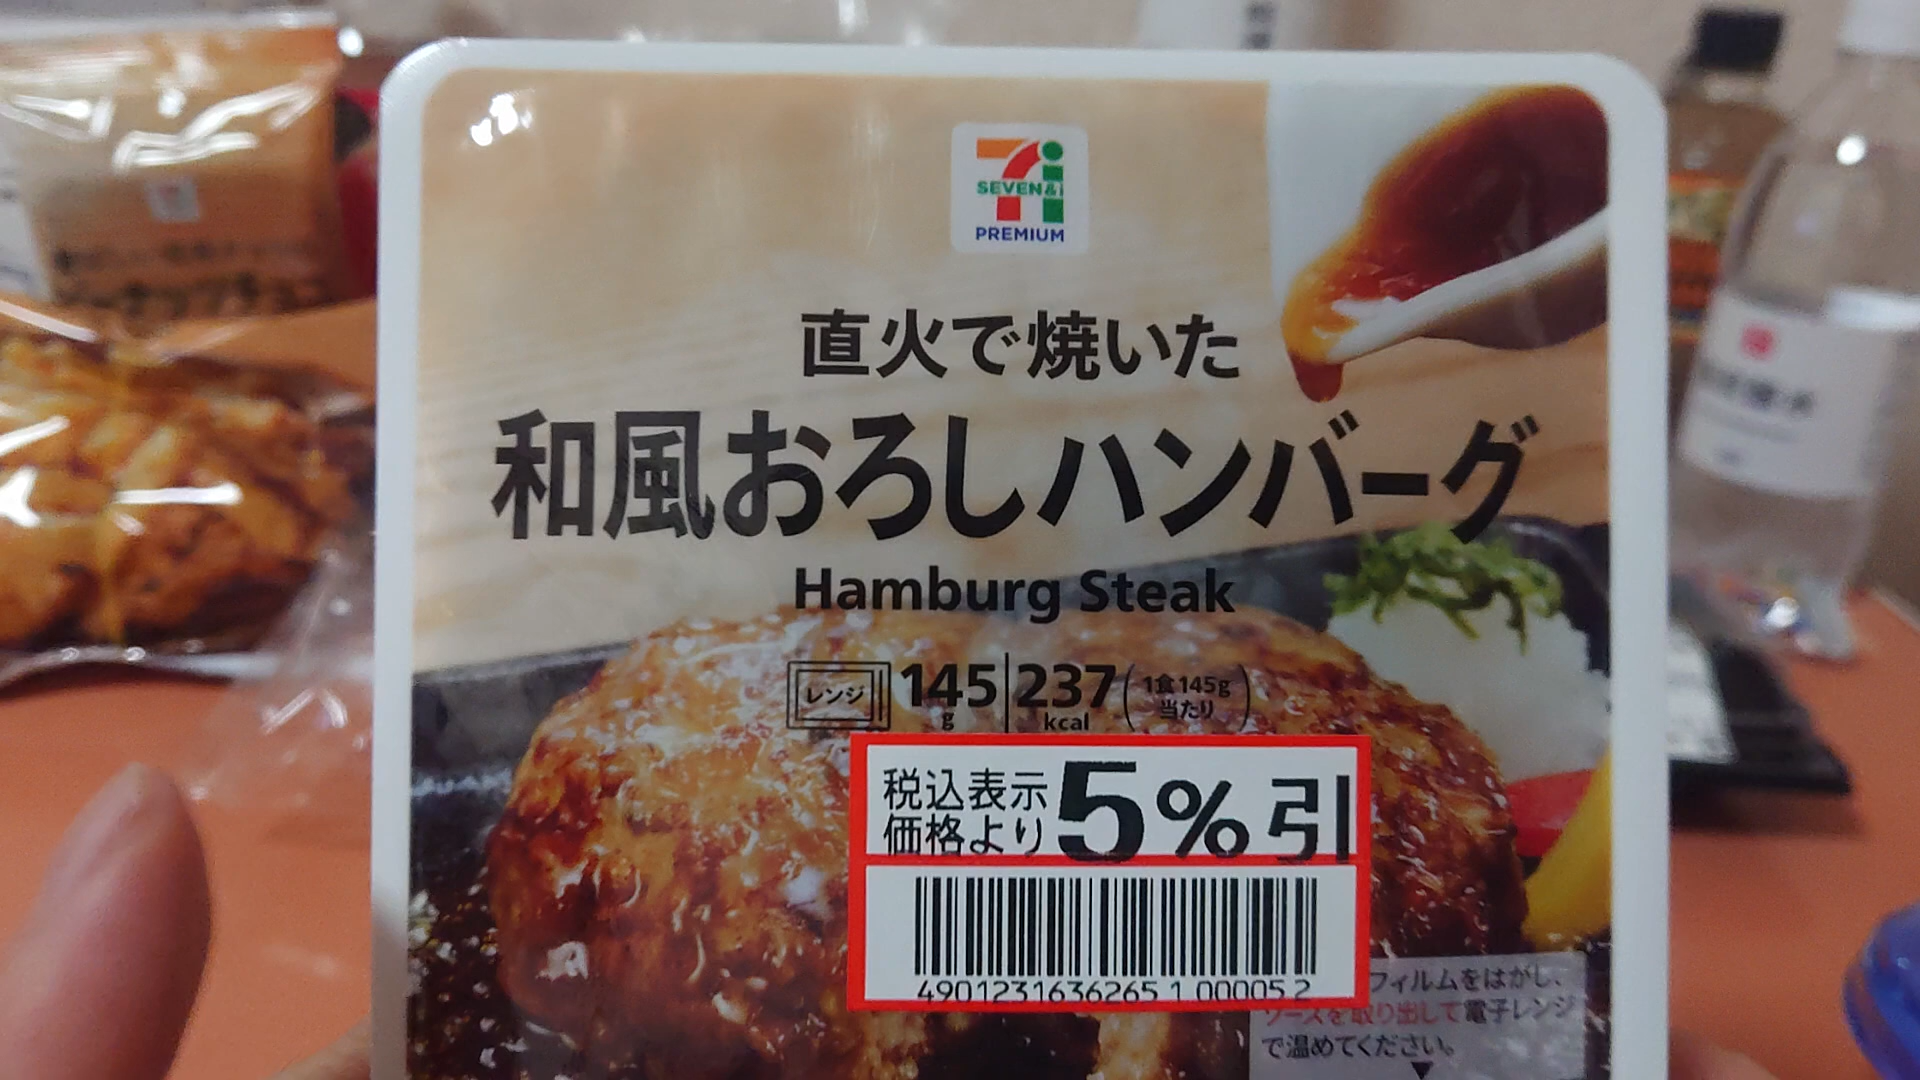 SEVEN&i
PREMIUM
直火で焼いた
和風おろしハンバーグ
Hamburg Steak
レンジ 145g 237kcal (1食145g当たり)
税込表示価格より 5%引
4901231636265 1 00005 2
フィルムをはがし、
ソースを取り出して電子レンジ
で温めてください。